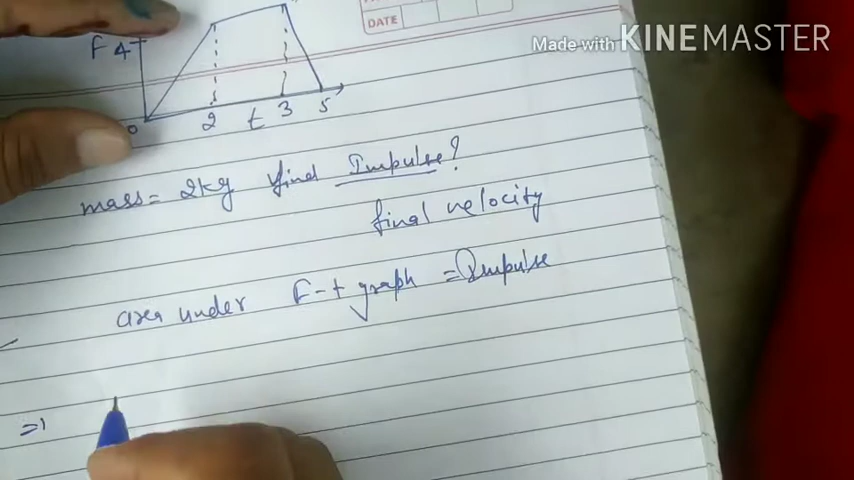 DATE
Made with KINEMASTER
F 4
0 2 t 3 5
mass = 2kg find Impulse?
final velocity
area under F-t graph = Impulse
=)